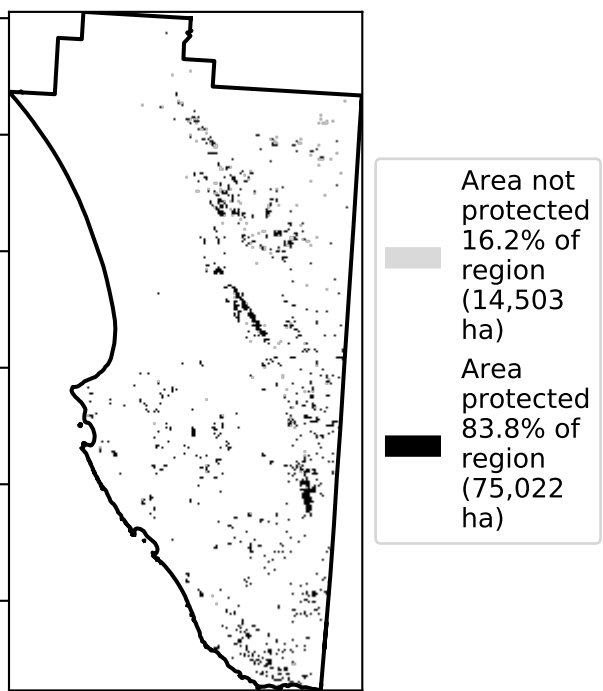 Area not
protected
16.2% of
region
(14,503
ha)
Area
protected
83.8% of
region
(75,022
ha)